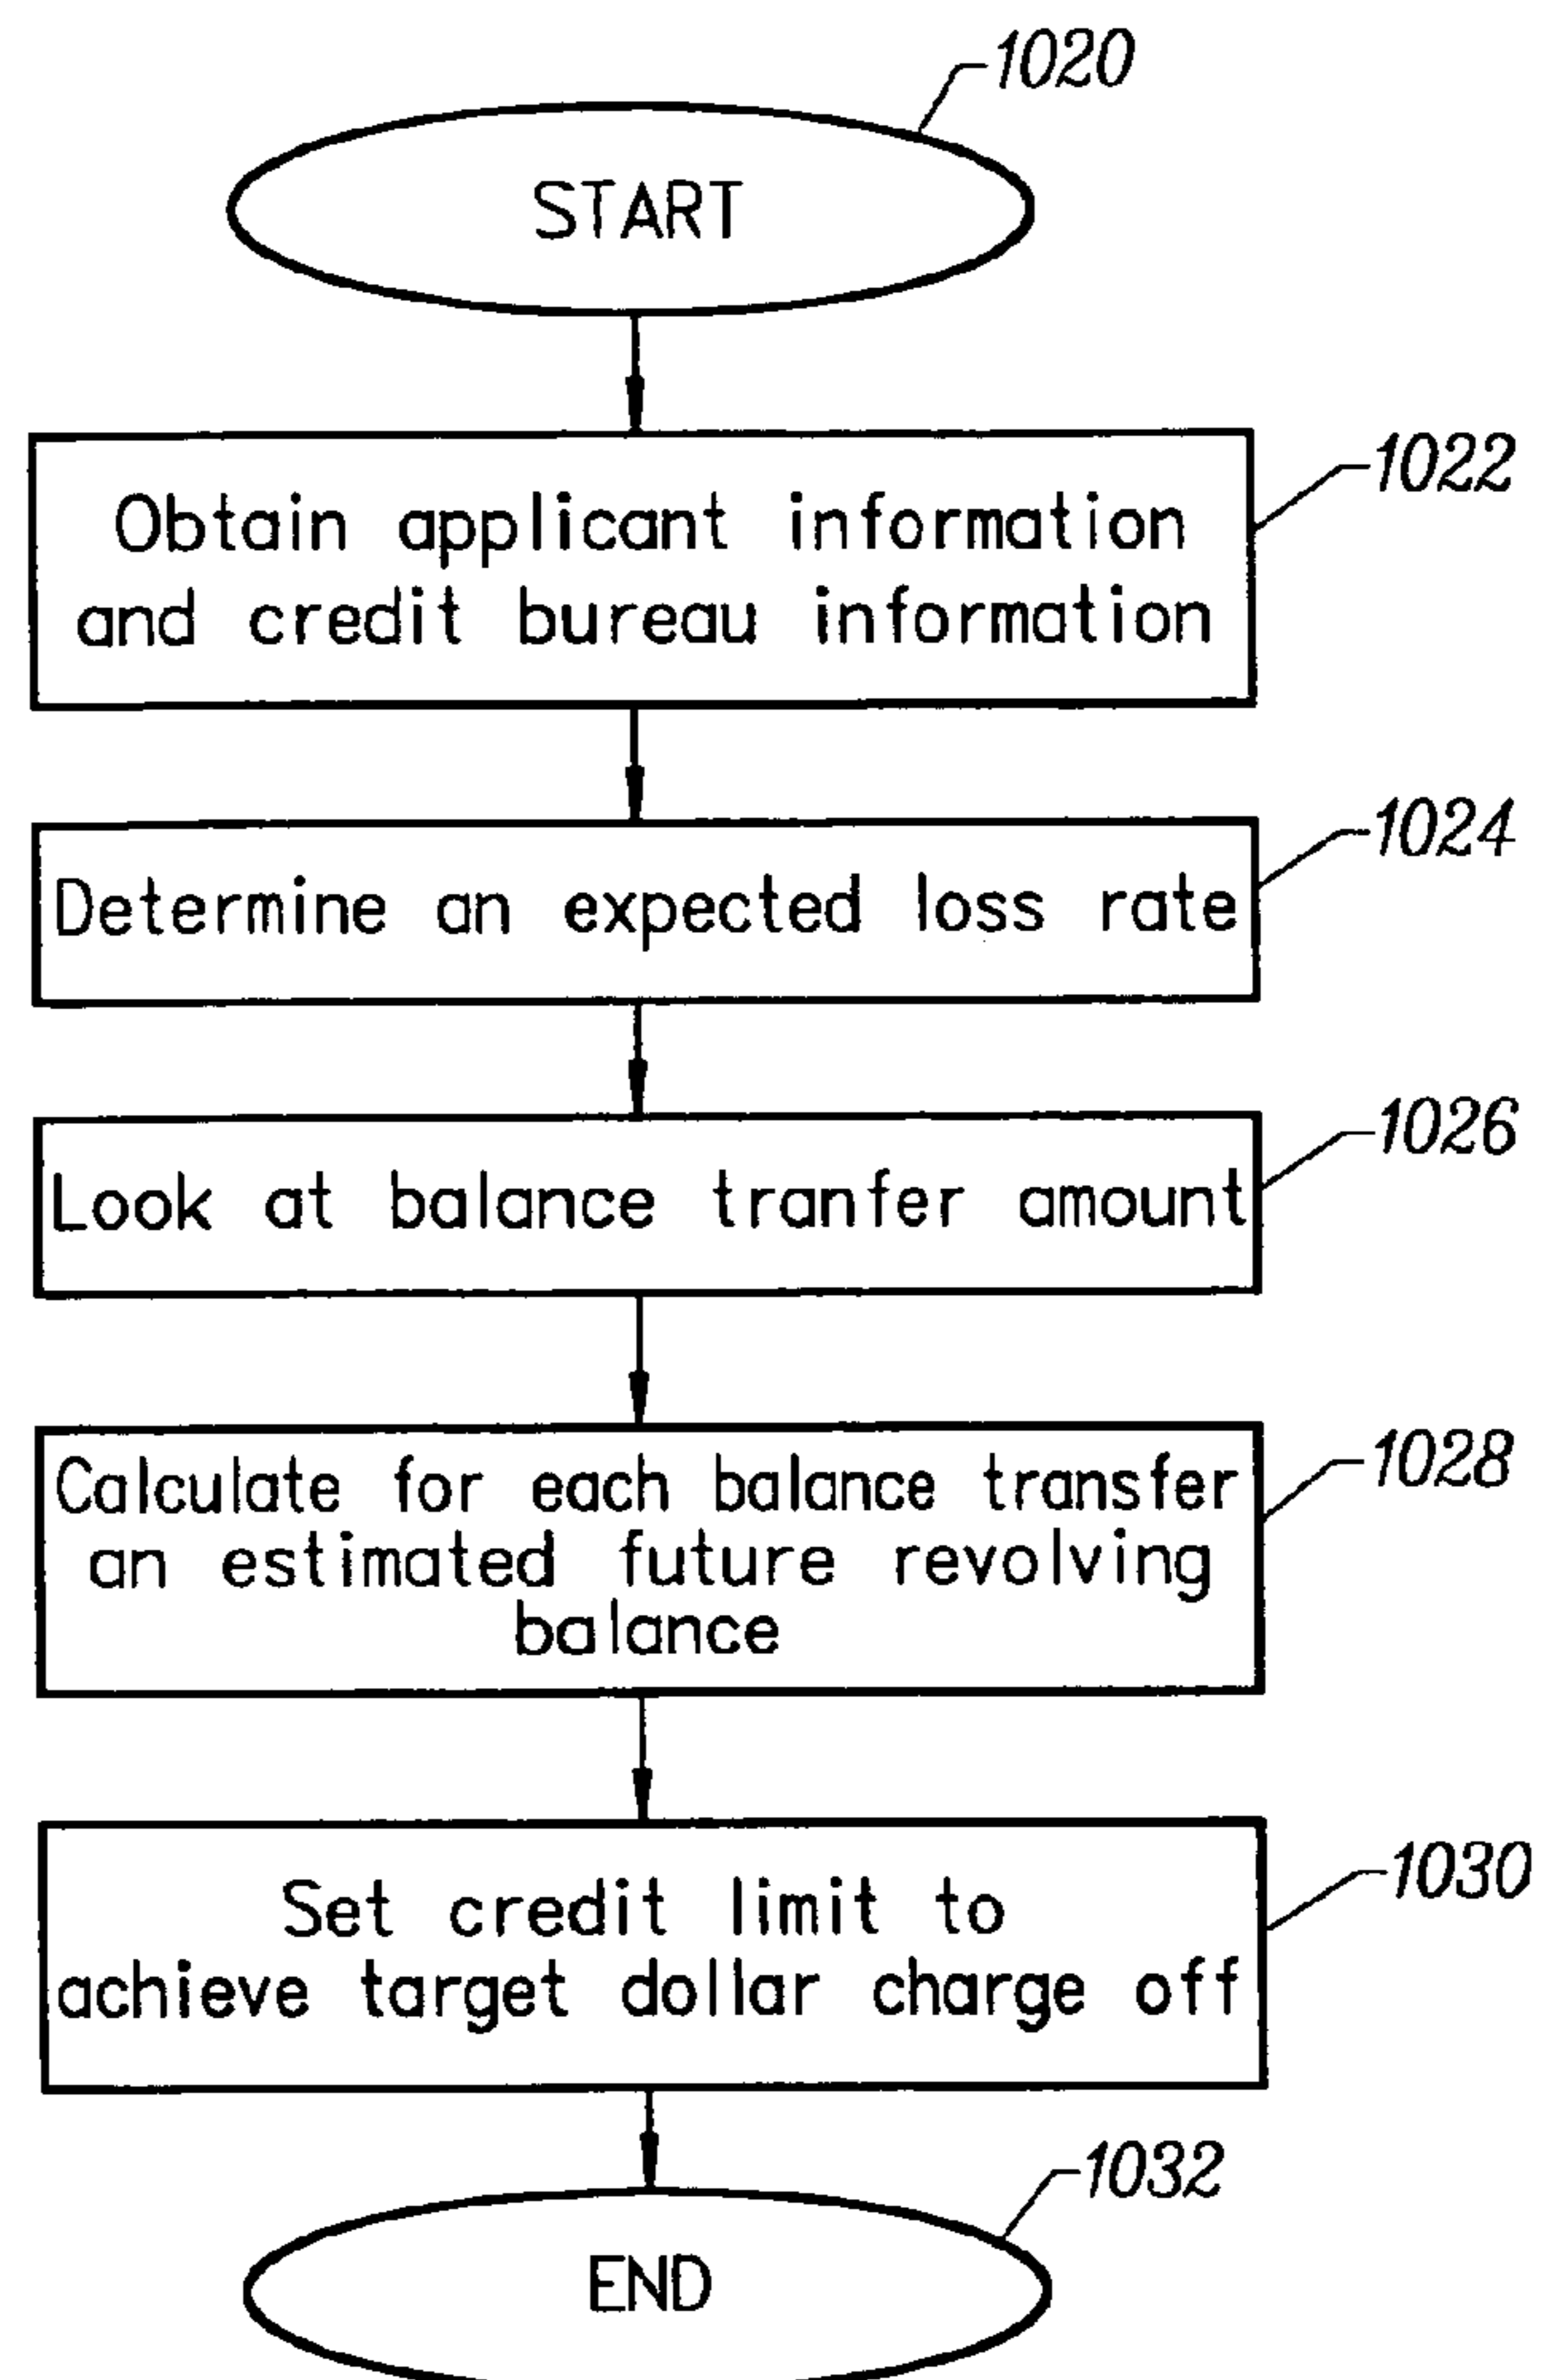 1020
START
1022
Obtain applicant information
and credit bureau information
1024
Determine an expected loss rate
1026
Look at balance tranfer amount
1028
Calculate for each balance transfer
an estimated future revolving
balance
1030
Set credit limit to
achieve target dollar charge off
1032
END